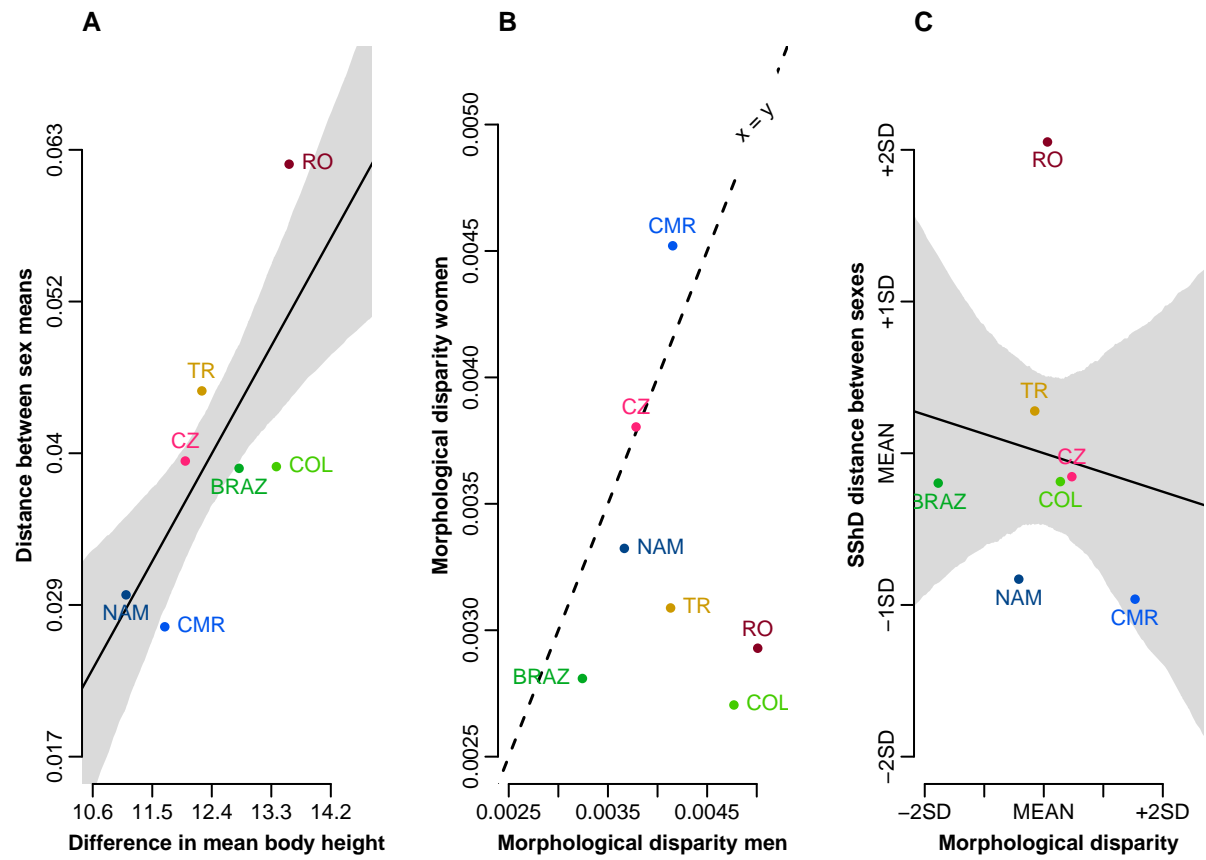 A
0.063
0.052
0.04
0.029
0.017
Distance between sex means
RO
TR
CZ
COL
BRAZ
NAM
CMR
10.6 11.5 12.4 13.3 14.2
Difference in mean body height
B
0.0050
0.0045
0.0040
0.0035
0.0030
0.0025
Morphological disparity women
x = y
CMR
CZ
NAM
TR
RO
BRAZ
COL
0.0025 0.0035 0.0045
Morphological disparity men
C
+2SD
+1SD
MEAN
−1SD
−2SD
SShD distance between sexes
RO
TR
CZ
BRAZ
COL
NAM
CMR
−2SD MEAN +2SD
Morphological disparity